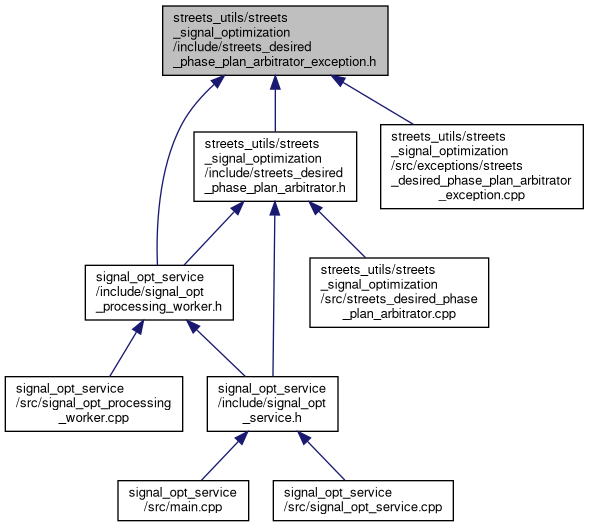 streets_utils/streets
_signal_optimization
/include/streets_desired
_phase_plan_arbitrator_exception.h
streets_utils/streets
_signal_optimization
/include/streets_desired
_phase_plan_arbitrator.h
streets_utils/streets
_signal_optimization
/src/exceptions/streets
_desired_phase_plan_arbitrator
_exception.cpp
signal_opt_service
/include/signal_opt
_processing_worker.h
streets_utils/streets
_signal_optimization
/src/streets_desired_phase
_plan_arbitrator.cpp
signal_opt_service
/src/signal_opt_processing
_worker.cpp
signal_opt_service
/include/signal_opt
_service.h
signal_opt_service
/src/main.cpp
signal_opt_service
/src/signal_opt_service.cpp